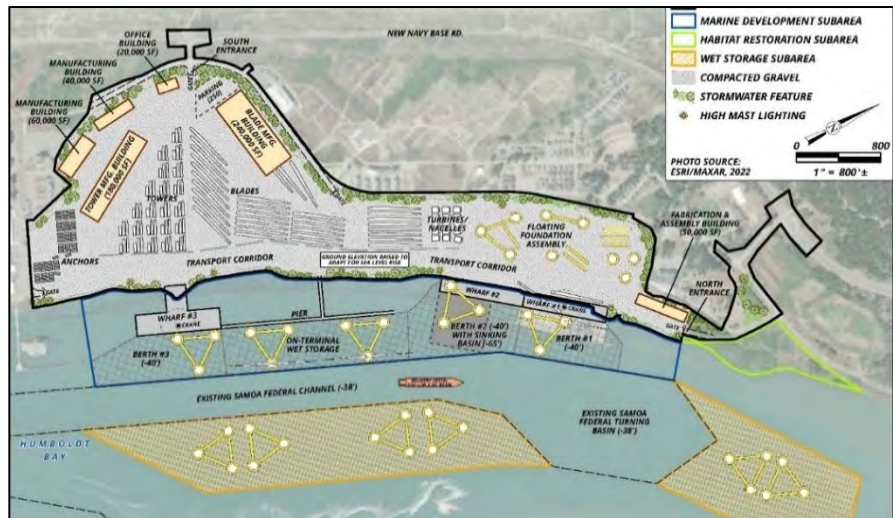 OFFICE
BUILDING
(20,000 SF)
SOUTH
ENTRANCE
NEW NAVY BASE RD.
MANUFACTURING
BUILDING
(40,000 SF)
MANUFACTURING
BUILDING
(60,000 SF)
GATE
PARKING
(250)
BLADE MFG.
BUILDING
(240,000 SF)
TOWER MFG. BUILDING
(180,000 SF)
TOWERS
BLADES
TURBINES/
NACELLES
FLOATING
FOUNDATION
ASSEMBLY
FABRICATION &
ASSEMBLY BUILDING
(50,000 SF)
ANCHORS
TRANSPORT CORRIDOR
GROUND ELEVATION RAISED TO
ADAPT FOR SEA LEVEL RISE
TRANSPORT CORRIDOR
NORTH
ENTRANCE
GATE
GATE
WHARF #3
CRANE
PIER
WHARF #2
WHARF #1
CRANE
BERTH #3
(-40')
ON-TERMINAL
WET STORAGE
BERTH #2 (-40')
WITH SINKING
BASIN (-65')
BERTH #1
(-40')
EXISTING SAMOA FEDERAL CHANNEL (-38')
EXISTING SAMOA
FEDERAL TURNING
BASIN (-38')
HUMBOLDT
BAY
MARINE DEVELOPMENT SUBAREA
HABITAT RESTORATION SUBAREA
WET STORAGE SUBAREA
COMPACTED GRAVEL
STORMWATER FEATURE
HIGH MAST LIGHTING
PHOTO SOURCE:
ESRI/MAXAR, 2022
0 800
1" = 800'±